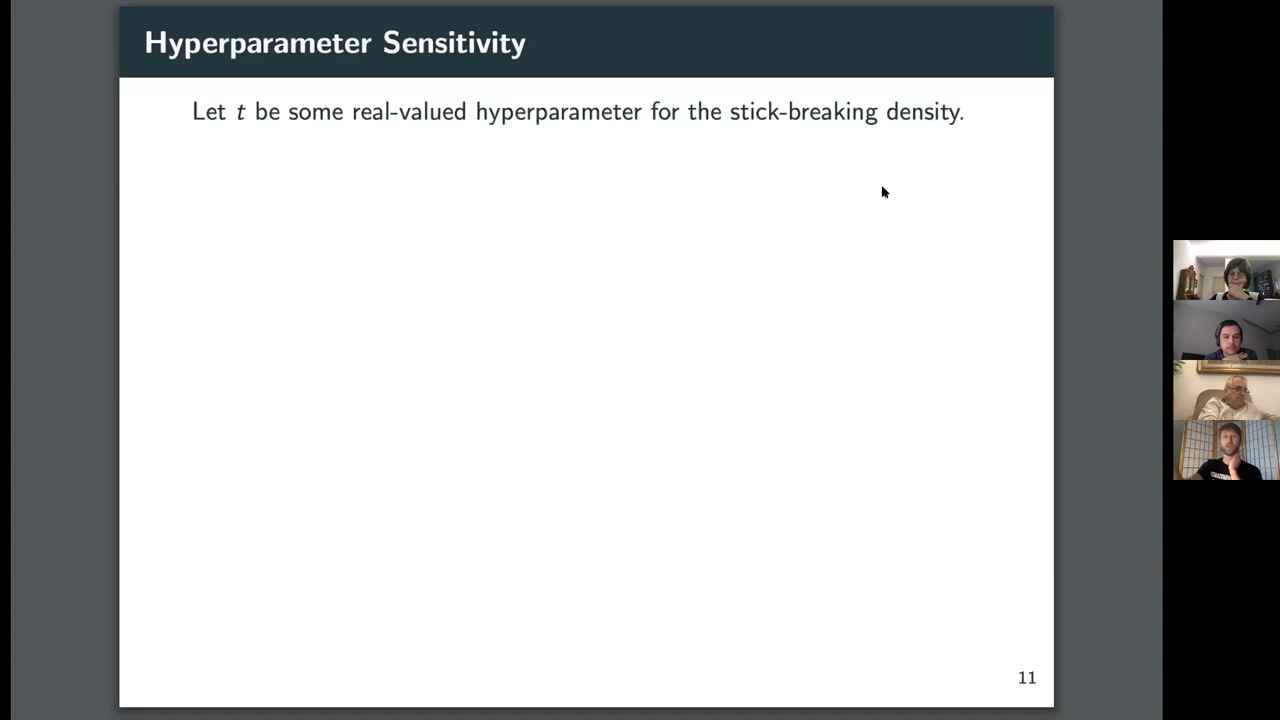 Hyperparameter Sensitivity
Let t be some real-valued hyperparameter for the stick-breaking density.
11